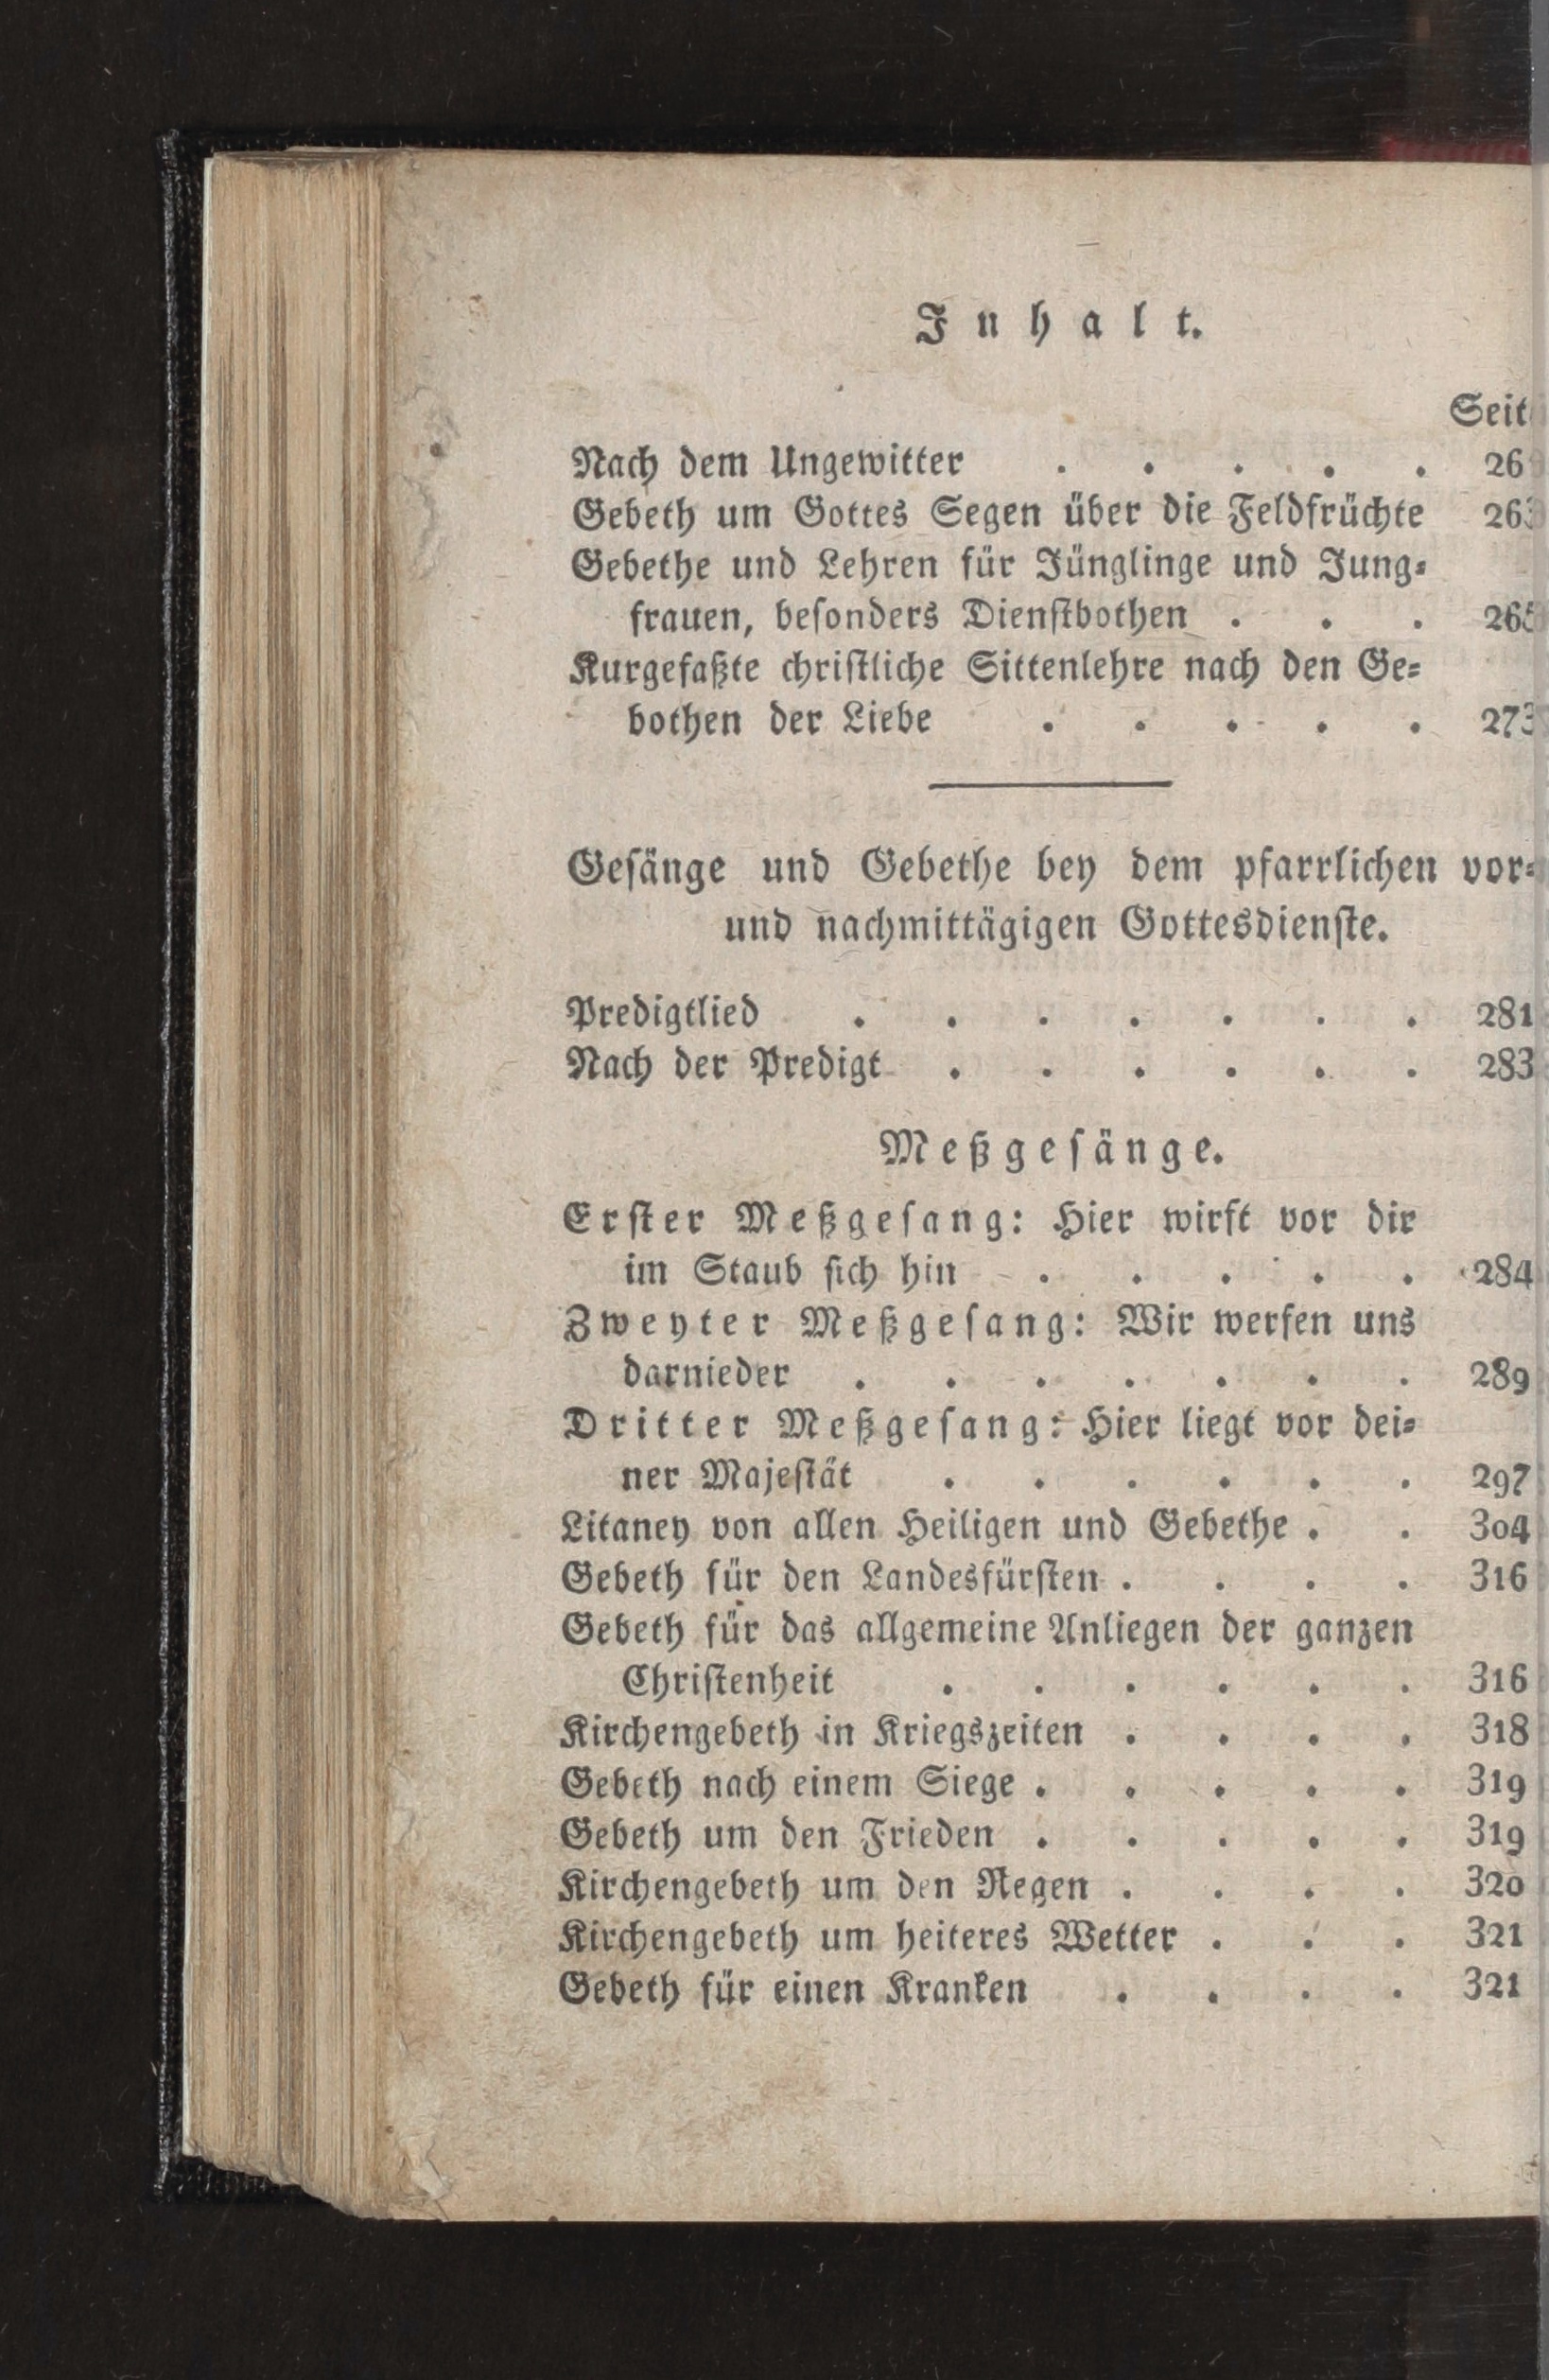 Inhalt.
Seite
Nach dem Ungewitter . . . . .
Gebeth um Gottes Segen über die Feldfrüchte 263
Gebethe und Lehren für Jünglinge und Jung⸗
frauen, beſonders Dienſtbothen . . . 265
Kurgefaßte chriſtliche Sittenlehre nach den Ge⸗
bothen der Liebe . . . . . 273
Geſänge und Gebethe bey dem pfarrlichen vor⸗
und nachmittägigen Gottesdienſte.
Predigtlied . . . . . . . 281
Nach der Predigt . . . . . . 283
Meßgeſänge.
Erſter Meßgeſang: Hier wirft vor dir
im Staub ſich hin . . . . . 284
Zweyter Meßgeſang: Wir werfen uns
darnieder . . . . . . . 289
Dritter Meßgeſang: Hier liegt vor dei⸗
ner Majeſtät . . . . . . 297
Litaney von allen Heiligen und Gebethe . . 304
Gebeth für den Landesfürſten . . . . 316
Gebeth für das allgemeine Anliegen der ganzen
Chriſtenheit . . . . . . 316
Kirchengebeth in Kriegszeiten . . . . 318
Gebeth nach einem Siege . . . . . 319
Gebeth um den Frieden . . . . . 319
Kirchengebeth um den Regen . . . . 320
Kirchengebeth um heiteres Wetter . . . 321
Gebeth für einen Kranken . . . . 321